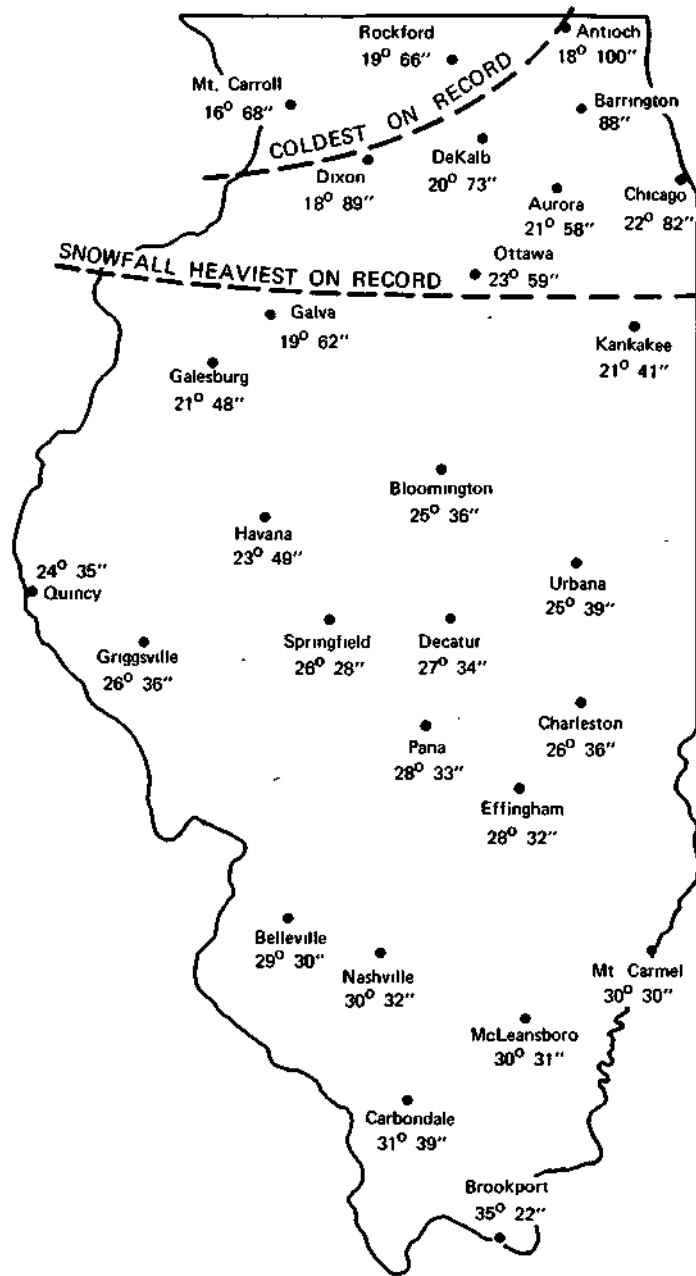 Rockford
19° 66"
Antioch
18° 100"
Mt. Carroll
16° 68"
Barrington
88"
COLDEST ON RECORD
DeKalb
20° 73"
Dixon
18° 89"
Aurora
21° 58"
Chicago
22° 82"
SNOWFALL HEAVIEST ON RECORD
Ottawa
23° 59"
Galva
19° 62"
Kankakee
21° 41"
Galesburg
21° 48"
Bloomington
25° 36"
Havana
23° 49"
24° 35"
Quincy
Urbana
25° 39"
Springfield
26° 28"
Decatur
27° 34"
Griggsville
26° 36"
Charleston
26° 36"
Pana
28° 33"
Effingham
28° 32"
Belleville
29° 30"
Nashville
30° 32"
Mt Carmel
30° 30"
McLeansboro
30° 31"
Carbondale
31° 39"
Brookport
35° 22"